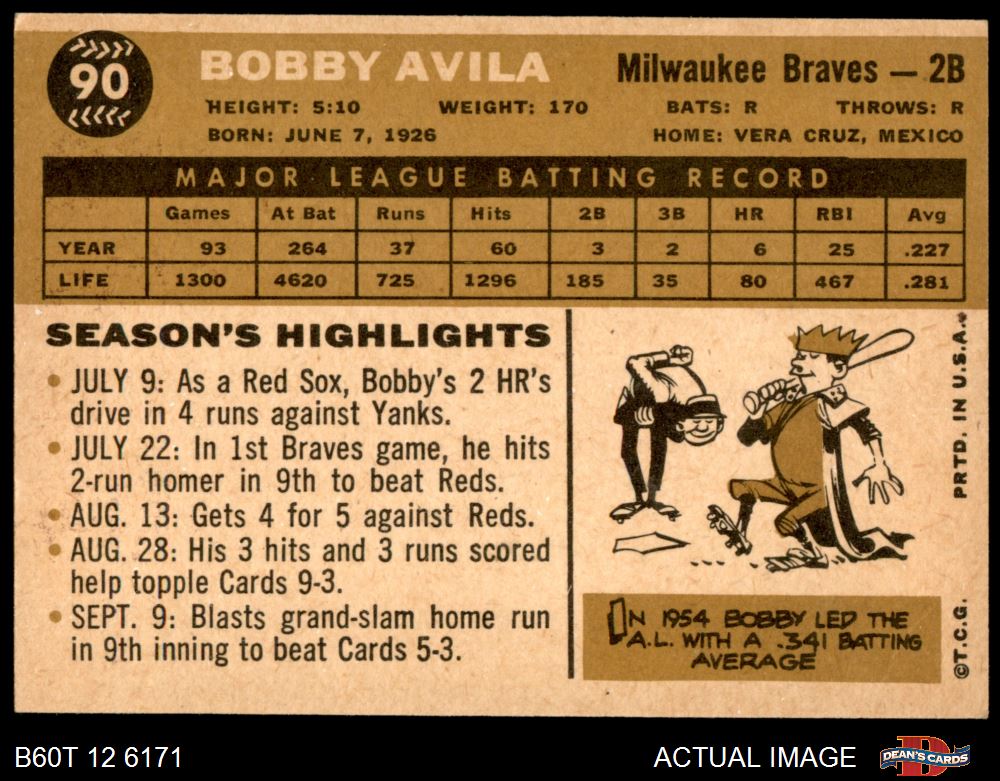 90
BOBBY AVILA
Milwaukee Braves — 2B
HEIGHT: 5:10 WEIGHT: 170 BATS: R THROWS: R
BORN: JUNE 7, 1926 HOME: VERA CRUZ, MEXICO
MAJOR LEAGUE BATTING RECORD
Games At Bat Runs Hits 2B 3B HR RBI Avg
YEAR 93 264 37 60 3 2 6 25 .227
LIFE 1300 4620 725 1296 185 35 80 467 .281
SEASON'S HIGHLIGHTS
• JULY 9: As a Red Sox, Bobby's 2 HR's
drive in 4 runs against Yanks.
• JULY 22: In 1st Braves game, he hits
2-run homer in 9th to beat Reds.
• AUG. 13: Gets 4 for 5 against Reds.
• AUG. 28: His 3 hits and 3 runs scored
help topple Cards 9-3.
• SEPT. 9: Blasts grand-slam home run
in 9th inning to beat Cards 5-3.
IN 1954 BOBBY LED THE
A.L. WITH A .341 BATTING
AVERAGE
©T.C.G. PRTD. IN U.S.A.
B60T 12 6171
ACTUAL IMAGE
DEAN'S CARDS